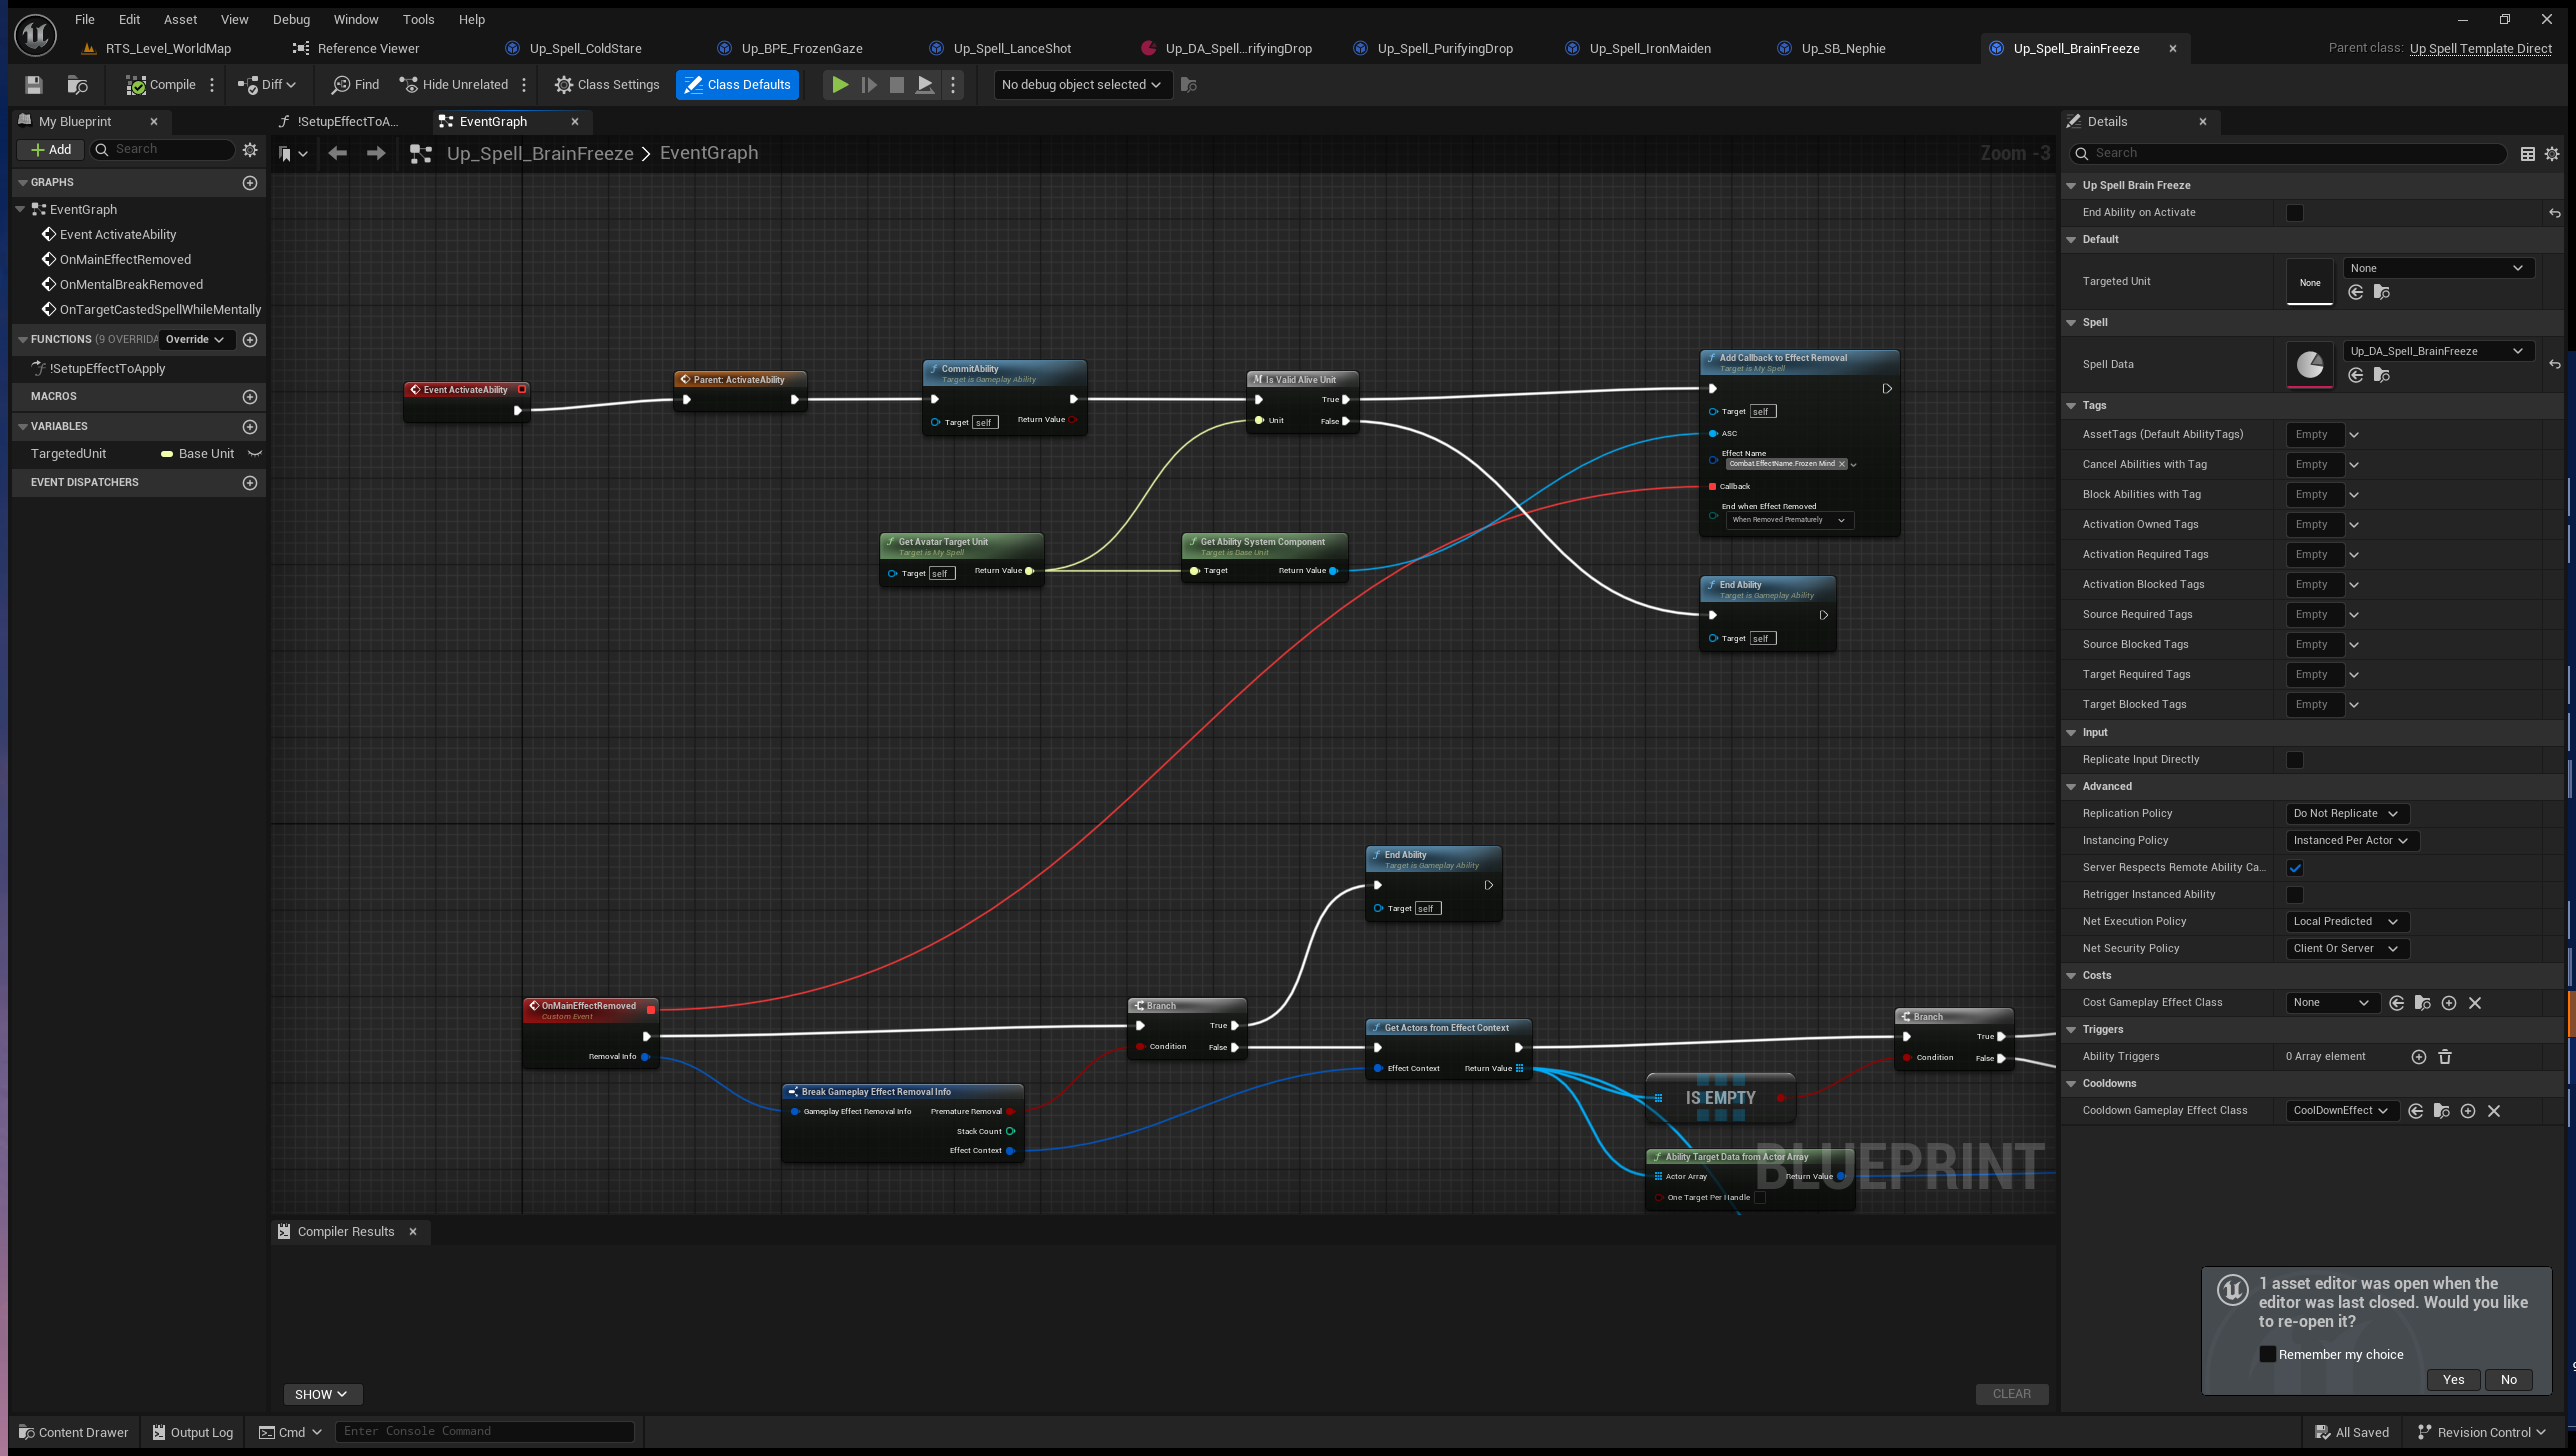 File Edit Asset View Debug Window Tools Help
RTS_Level_WorldMap
Reference Viewer
Up_Spell_ColdStare
Up_BPE_FrozenGaze
Up_Spell_LanceShot
Up_DA_Spell...rifyingDrop
Up_Spell_PurifyingDrop
Up_Spell_IronMaiden
Up_SB_Nephie
Up_Spell_BrainFreeze
Parent class: Up Spell Template Direct
Compile
Diff
Find
Hide Unrelated
Class Settings
Class Defaults
No debug object selected
My Blueprint
Add
Search
GRAPHS
EventGraph
Event ActivateAbility
OnMainEffectRemoved
OnMentalBreakRemoved
OnTargetCastedSpellWhileMentally
FUNCTIONS (9 OVERRIDA
Override
!SetupEffectToApply
MACROS
VARIABLES
TargetedUnit
Base Unit
EVENT DISPATCHERS
!SetupEffectToA...
EventGraph
Up_Spell_BrainFreeze > EventGraph
Zoom -3
Event ActivateAbility
Parent: ActivateAbility
CommitAbility
Target is Gameplay Ability
Target self
Return Value
Is Valid Alive Unit
True
Unit
False
Add Callback to Effect Removal
Target is My Spell
Target self
ASC
Effect Name
Combat.EffectName.Frozen Mind
Callback
End when Effect Removed
When Removed Prematurely
Get Avatar Target Unit
Target is My Spell
Target self
Return Value
Get Ability System Component
Target is Base Unit
Target
Return Value
End Ability
Target is Gameplay Ability
Target self
End Ability
Target is Gameplay Ability
Target self
OnMainEffectRemoved
Custom Event
Removal Info
Branch
True
Condition
False
Get Actors from Effect Context
Effect Context
Return Value
Break Gameplay Effect Removal Info
Gameplay Effect Removal Info
Premature Removal
Stack Count
Effect Context
IS EMPTY
Branch
True
Condition
False
Ability Target Data from Actor Array
Actor Array
Return Value
One Target Per Handle
BLUEPRINT
Compiler Results
SHOW
CLEAR
Details
Search
Up Spell Brain Freeze
End Ability on Activate
Default
Targeted Unit
None
None
Spell
Spell Data
Up_DA_Spell_BrainFreeze
Tags
AssetTags (Default AbilityTags) Empty
Cancel Abilities with Tag Empty
Block Abilities with Tag Empty
Activation Owned Tags Empty
Activation Required Tags Empty
Activation Blocked Tags Empty
Source Required Tags Empty
Source Blocked Tags Empty
Target Required Tags Empty
Target Blocked Tags Empty
Input
Replicate Input Directly
Advanced
Replication Policy Do Not Replicate
Instancing Policy Instanced Per Actor
Server Respects Remote Ability Ca...
Retrigger Instanced Ability
Net Execution Policy Local Predicted
Net Security Policy Client Or Server
Costs
Cost Gameplay Effect Class None
Triggers
Ability Triggers 0 Array element
Cooldowns
Cooldown Gameplay Effect Class CoolDownEffect
1 asset editor was open when the
editor was last closed. Would you like
to re-open it?
Remember my choice
Yes No
Content Drawer
Output Log
Cmd
Enter Console Command
All Saved
Revision Control